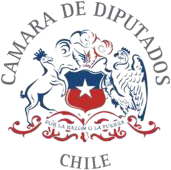 CAMARA DE DIPUTADOS
POR LA RAZON O LA FUERZA
CHILE